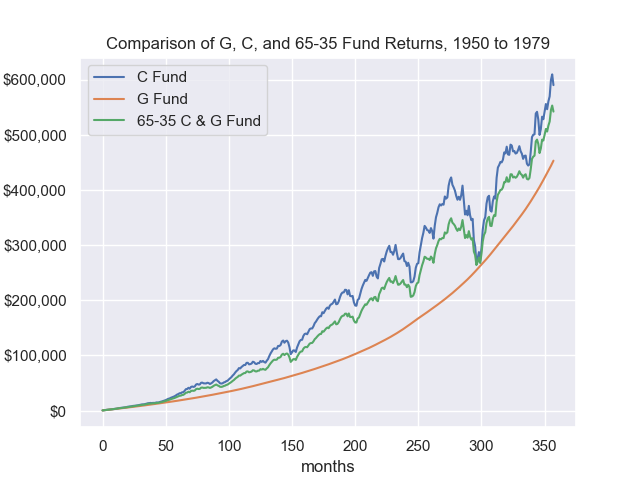 Comparison of G, C, and 65-35 Fund Returns, 1950 to 1979
C Fund
G Fund
65-35 C & G Fund
$600,000
$500,000
$400,000
$300,000
$200,000
$100,000
$0
0 50 100 150 200 250 300 350
months